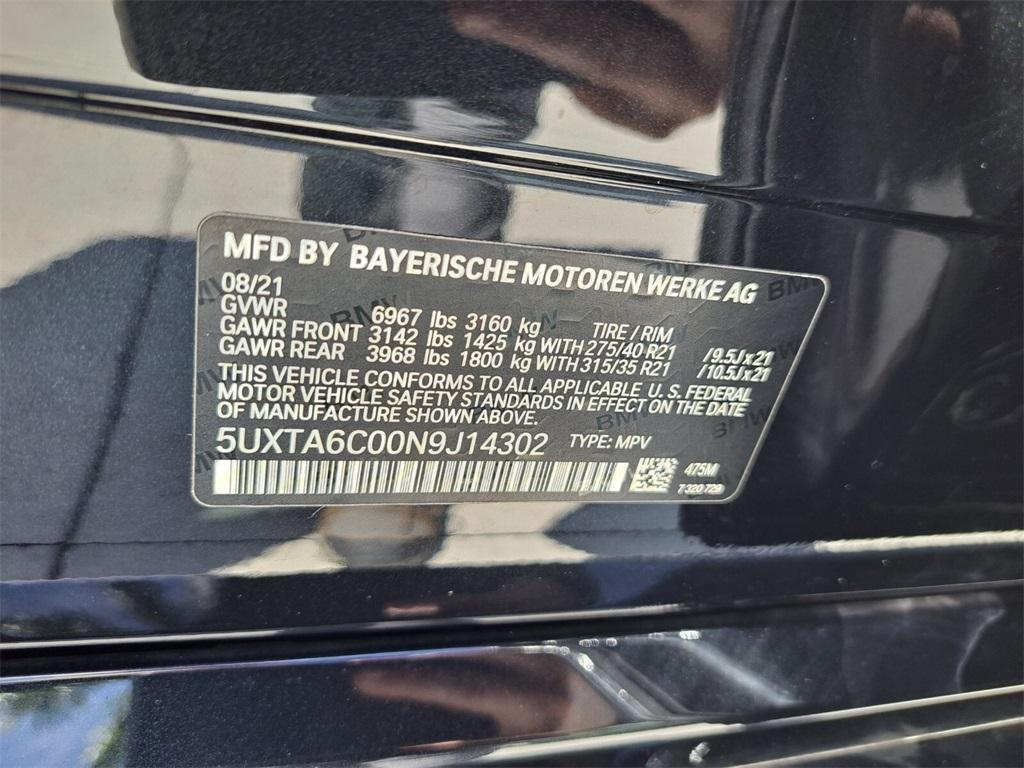 MFD BY BAYERISCHE MOTOREN WERKE AG
08/21
GVWR 6967 lbs 3160 kg TIRE / RIM
GAWR FRONT 3142 lbs 1425 kg WITH 275/40 R21 /9.5Jx21
GAWR REAR 3968 lbs 1800 kg WITH 315/35 R21 /10.5Jx21
THIS VEHICLE CONFORMS TO ALL APPLICABLE U.S. FEDERAL
MOTOR VEHICLE SAFETY STANDARDS IN EFFECT ON THE DATE
OF MANUFACTURE SHOWN ABOVE.
5UXTA6C00N9J14302 TYPE: MPV
475M
7 320 729